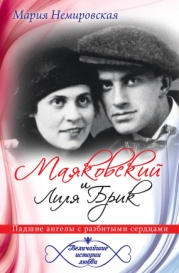 Мария Немировская
Маяковский
и
Лиля Брик
Падшие ангелы с разбитыми сердцами
Величайшие
истории
любви